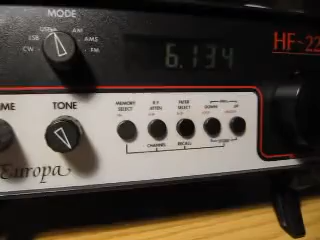 MODE
USB
AM
LSB
AMS
CW
FM
6.134
HF-22
UME
TONE
MEMORY SELECT
R.F. ATTEN.
FILTER SELECT
DOWN
UP
CHANNEL
RECALL
Europa